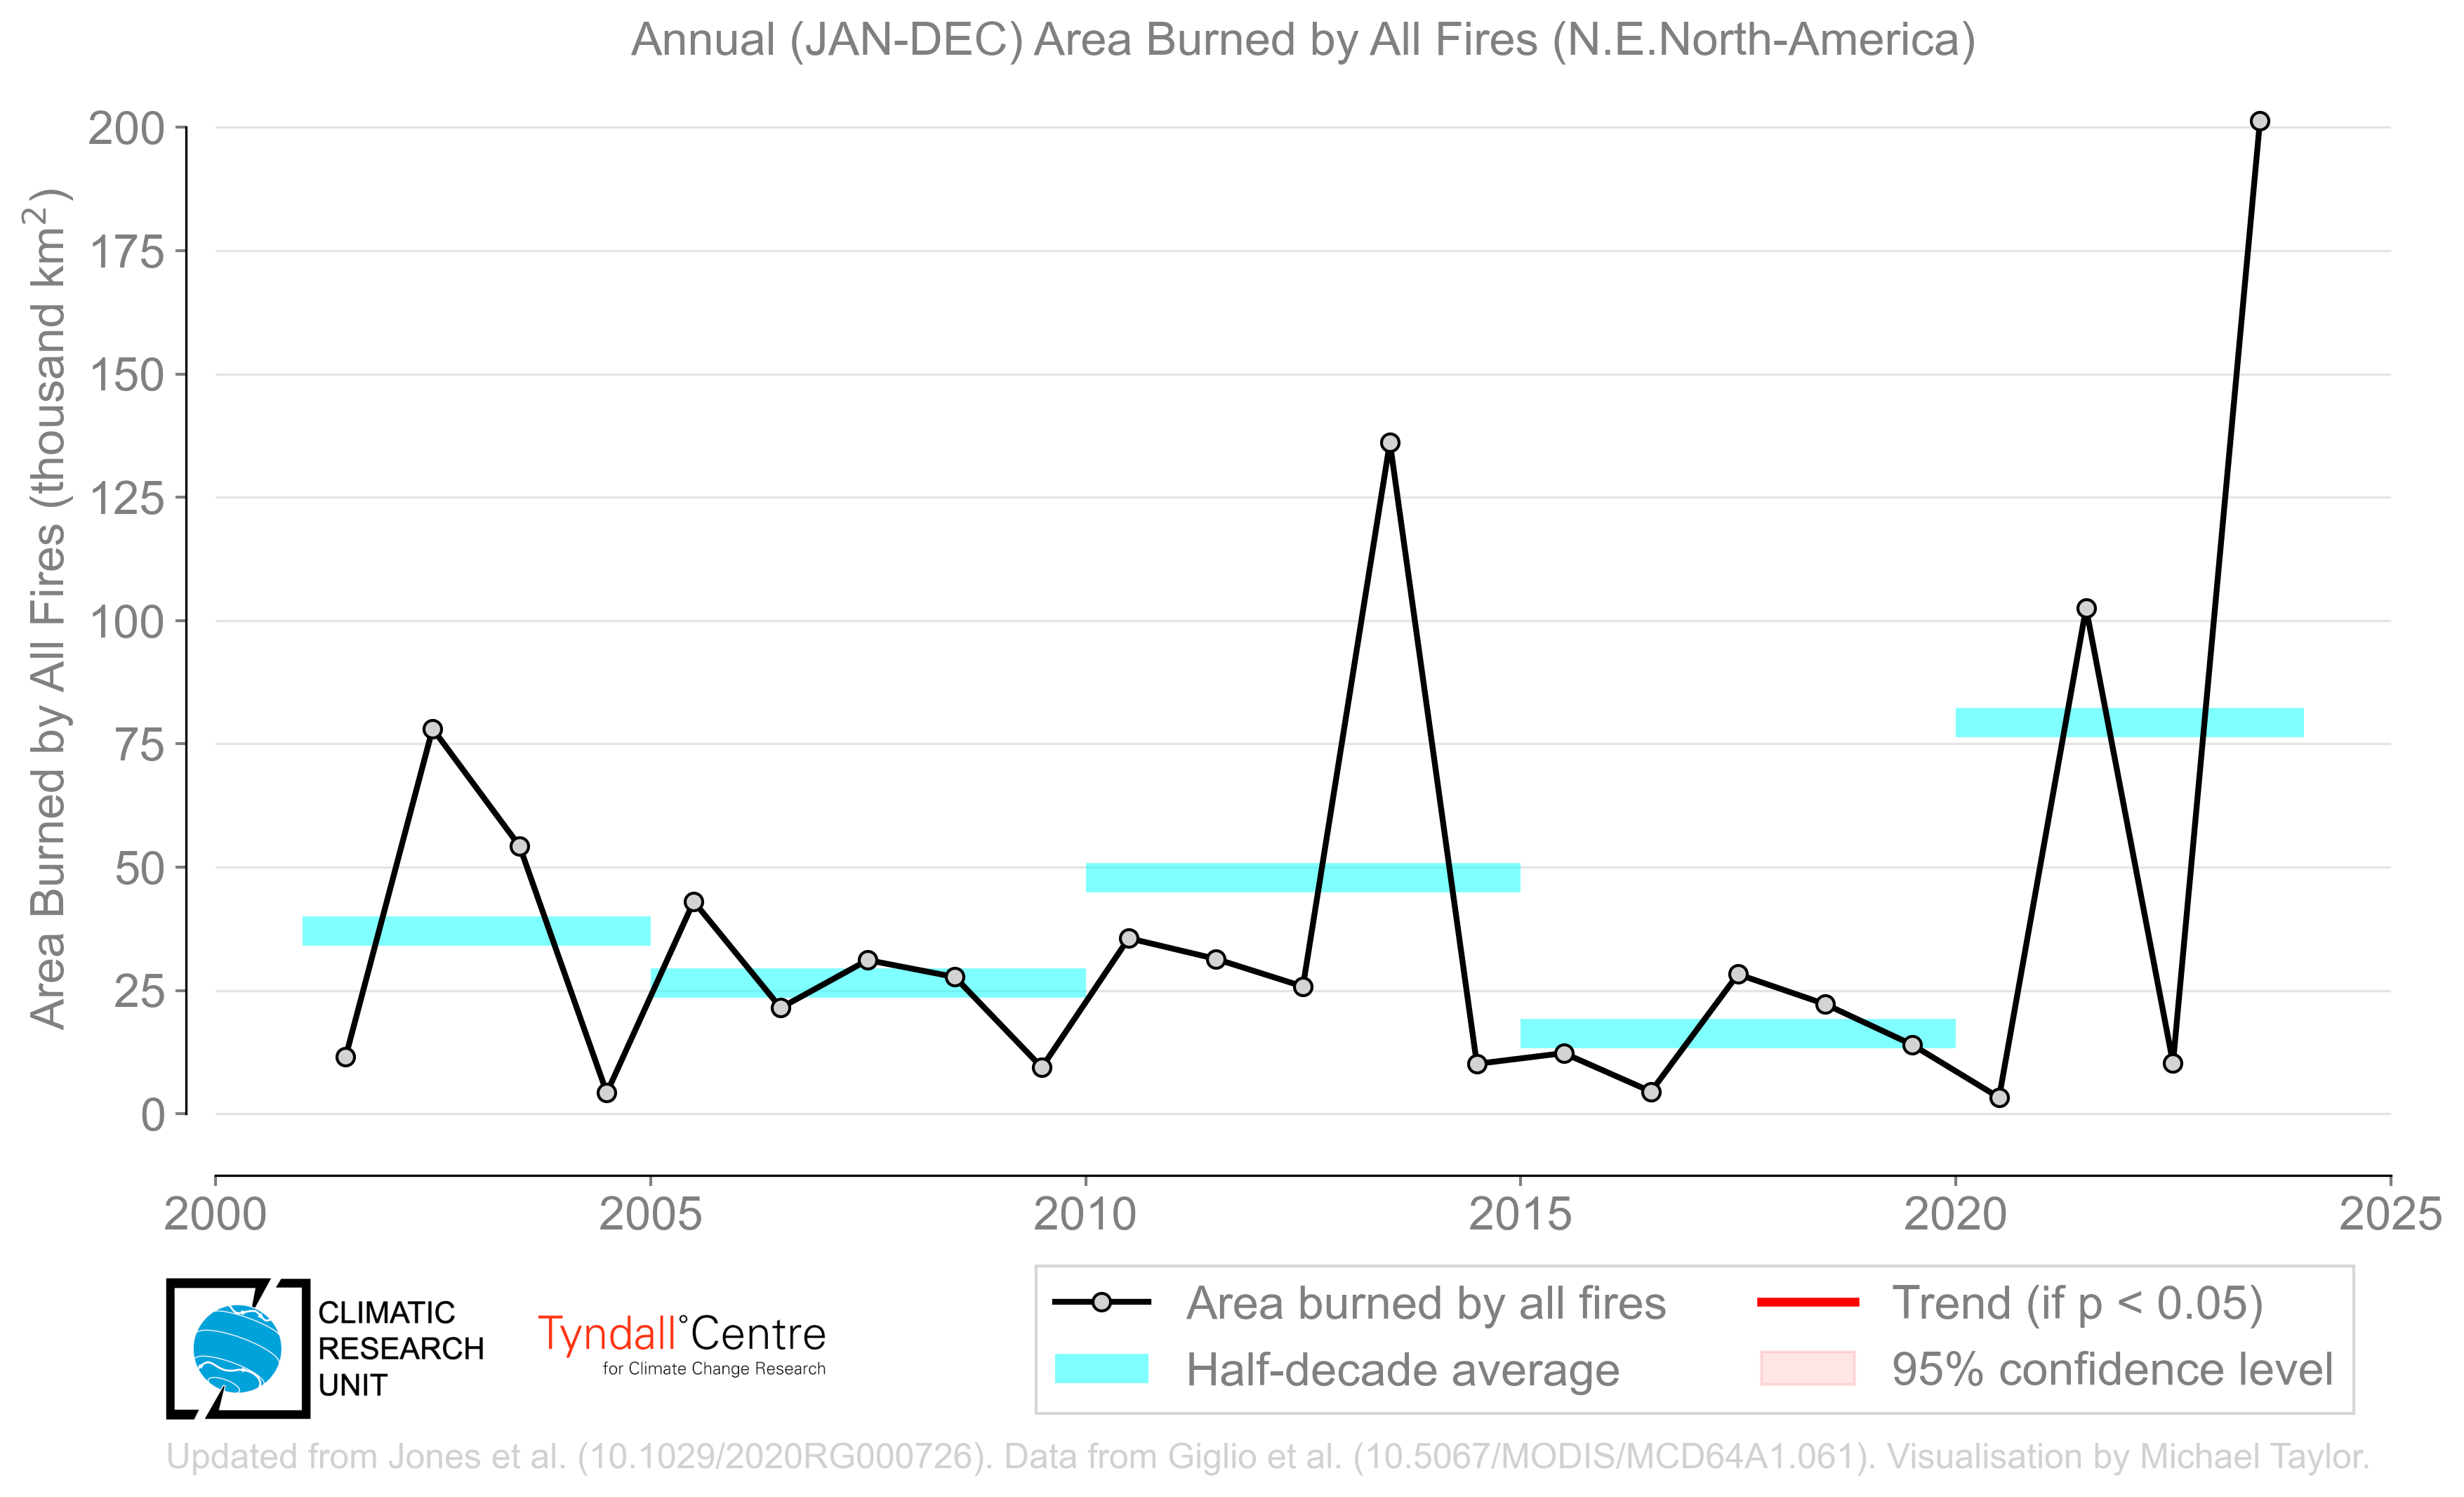 Annual (JAN-DEC) Area Burned by All Fires (N.E.North-America)
Area Burned by All Fires (thousand km²)
200
175
150
125
100
75
50
25
0
2000 2005 2010 2015 2020 2025
CLIMATIC
RESEARCH
UNIT
Tyndall°Centre
for Climate Change Research
Area burned by all fires
Half-decade average
Trend (if p < 0.05)
95% confidence level
Updated from Jones et al. (10.1029/2020RG000726). Data from Giglio et al. (10.5067/MODIS/MCD64A1.061). Visualisation by Michael Taylor.